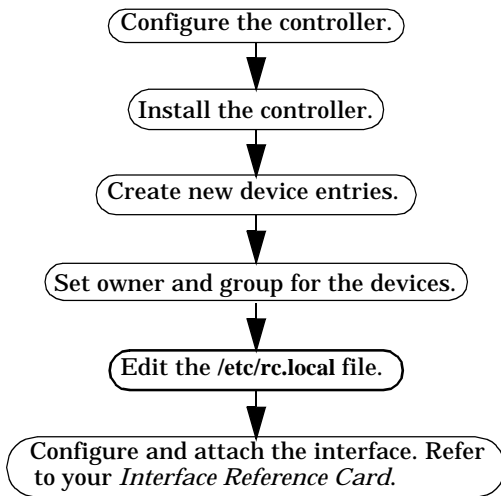 Configure the controller.
Install the controller.
Create new device entries.
Set owner and group for the devices.
Edit the /etc/rc.local file.
Configure and attach the interface. Refer
to your Interface Reference Card.